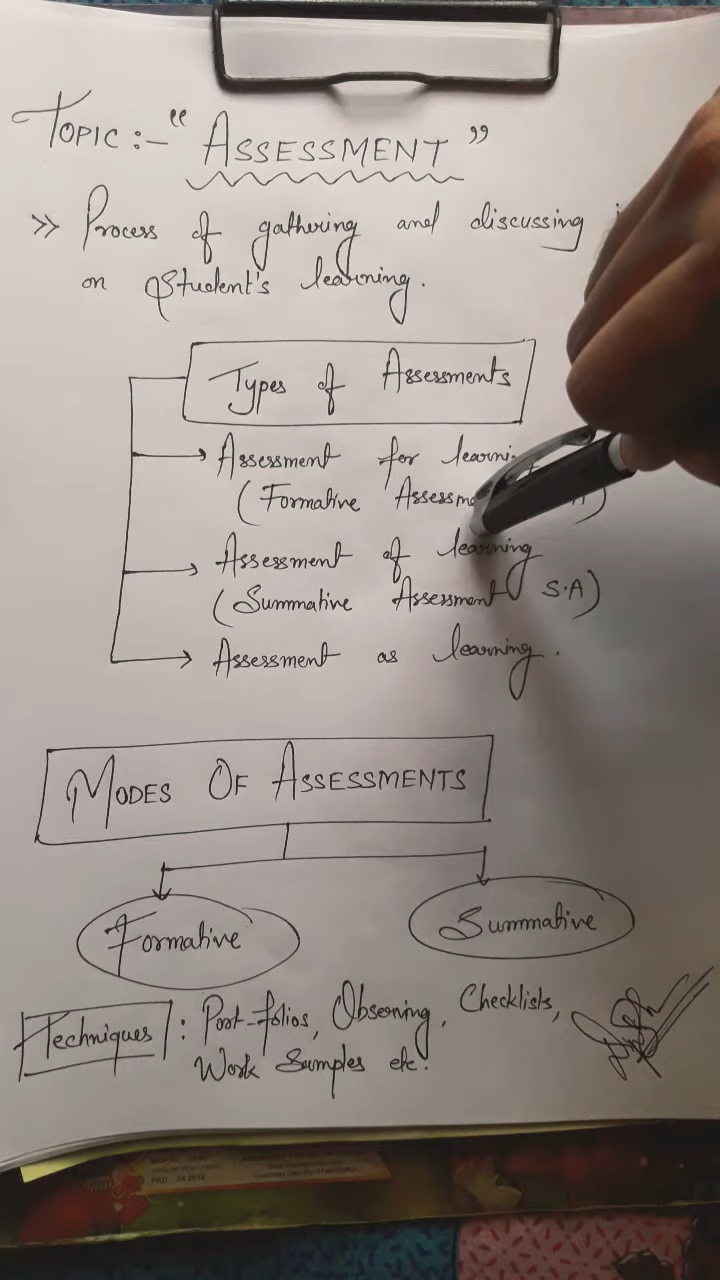 TOPIC :- " ASSESSMENT "
>> Process of gathering and discussing
on Student's learning.
Types of Assessments
Assessment for
(Formative
Assessment of learning
(Summative Assessment S.A)
Assessment as learning.
MODES OF ASSESSMENTS
Formative
Summative
Techniques : Port-folios, Observing, Checklists,
Work Samples etc.
PKD